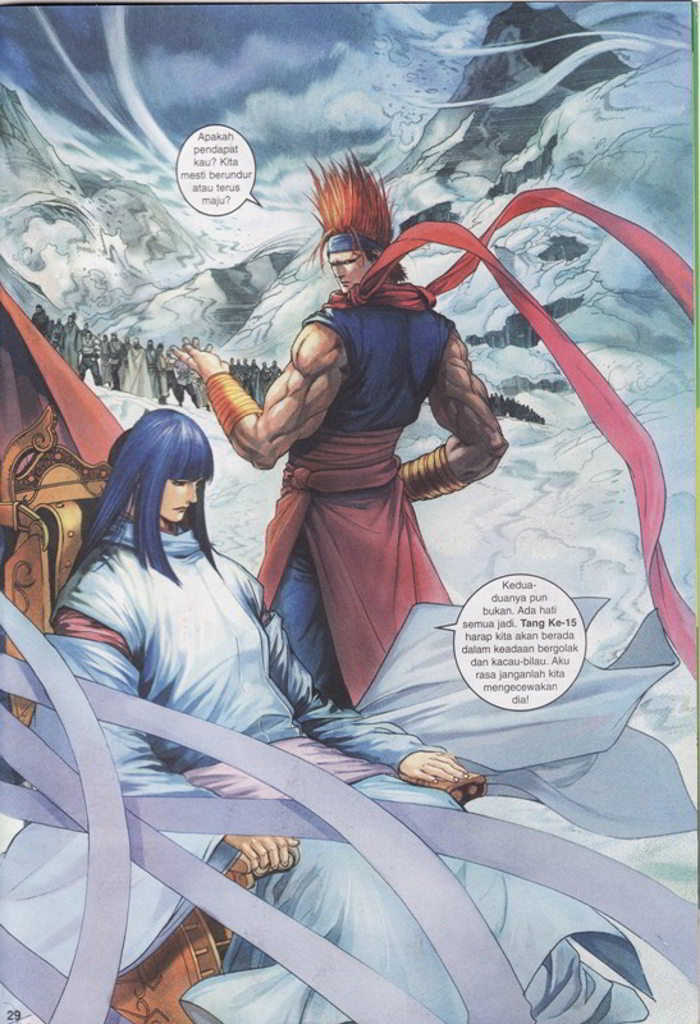 Apakah
pendapat
kau? Kita
mesti berundur
atau terus
maju?
Kedua-
duanya pun
bukan. Ada hati
semua jadi. Tang Ke-15
harap kita akan berada
dalam keadaan bergolak
dan kacau-bilau. Aku
rasa janganlah kita
mengecewakan
dia!
29